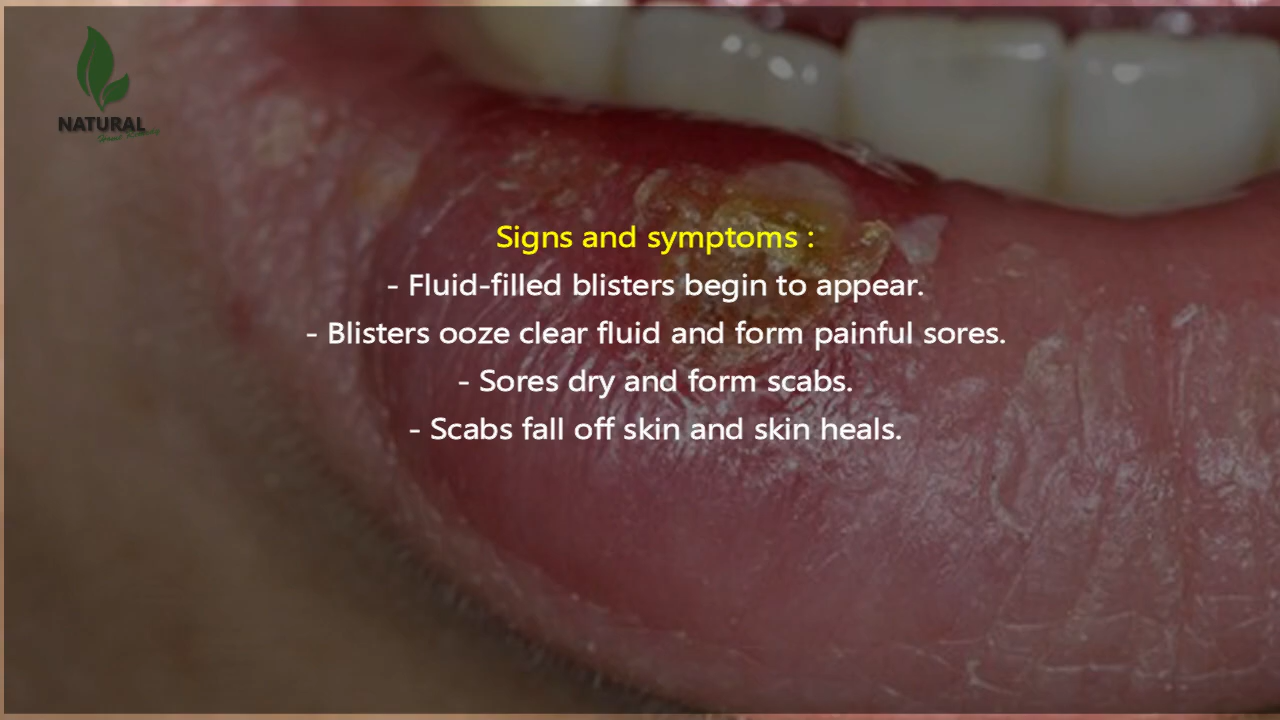 NATURAL
Signs and symptoms :
- Fluid-filled blisters begin to appear.
- Blisters ooze clear fluid and form painful sores.
- Sores dry and form scabs.
- Scabs fall off skin and skin heals.